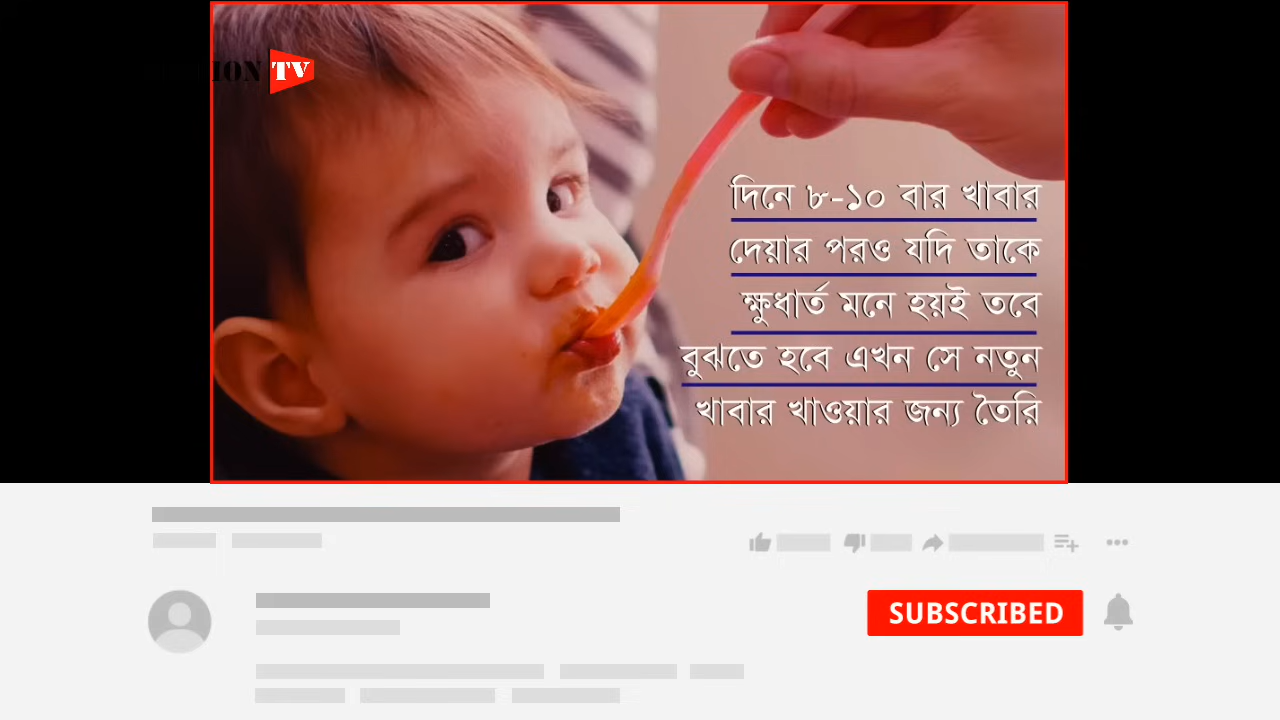 TV
দিনে ৮-১০ বার খাবার
দেয়ার পরও যদি তাকে
ক্ষুধার্ত মনে হয়ই তবে
বুঝতে হবে এখন সে নতুন
খাবার খাওয়ার জন্য তৈরি
SUBSCRIBED